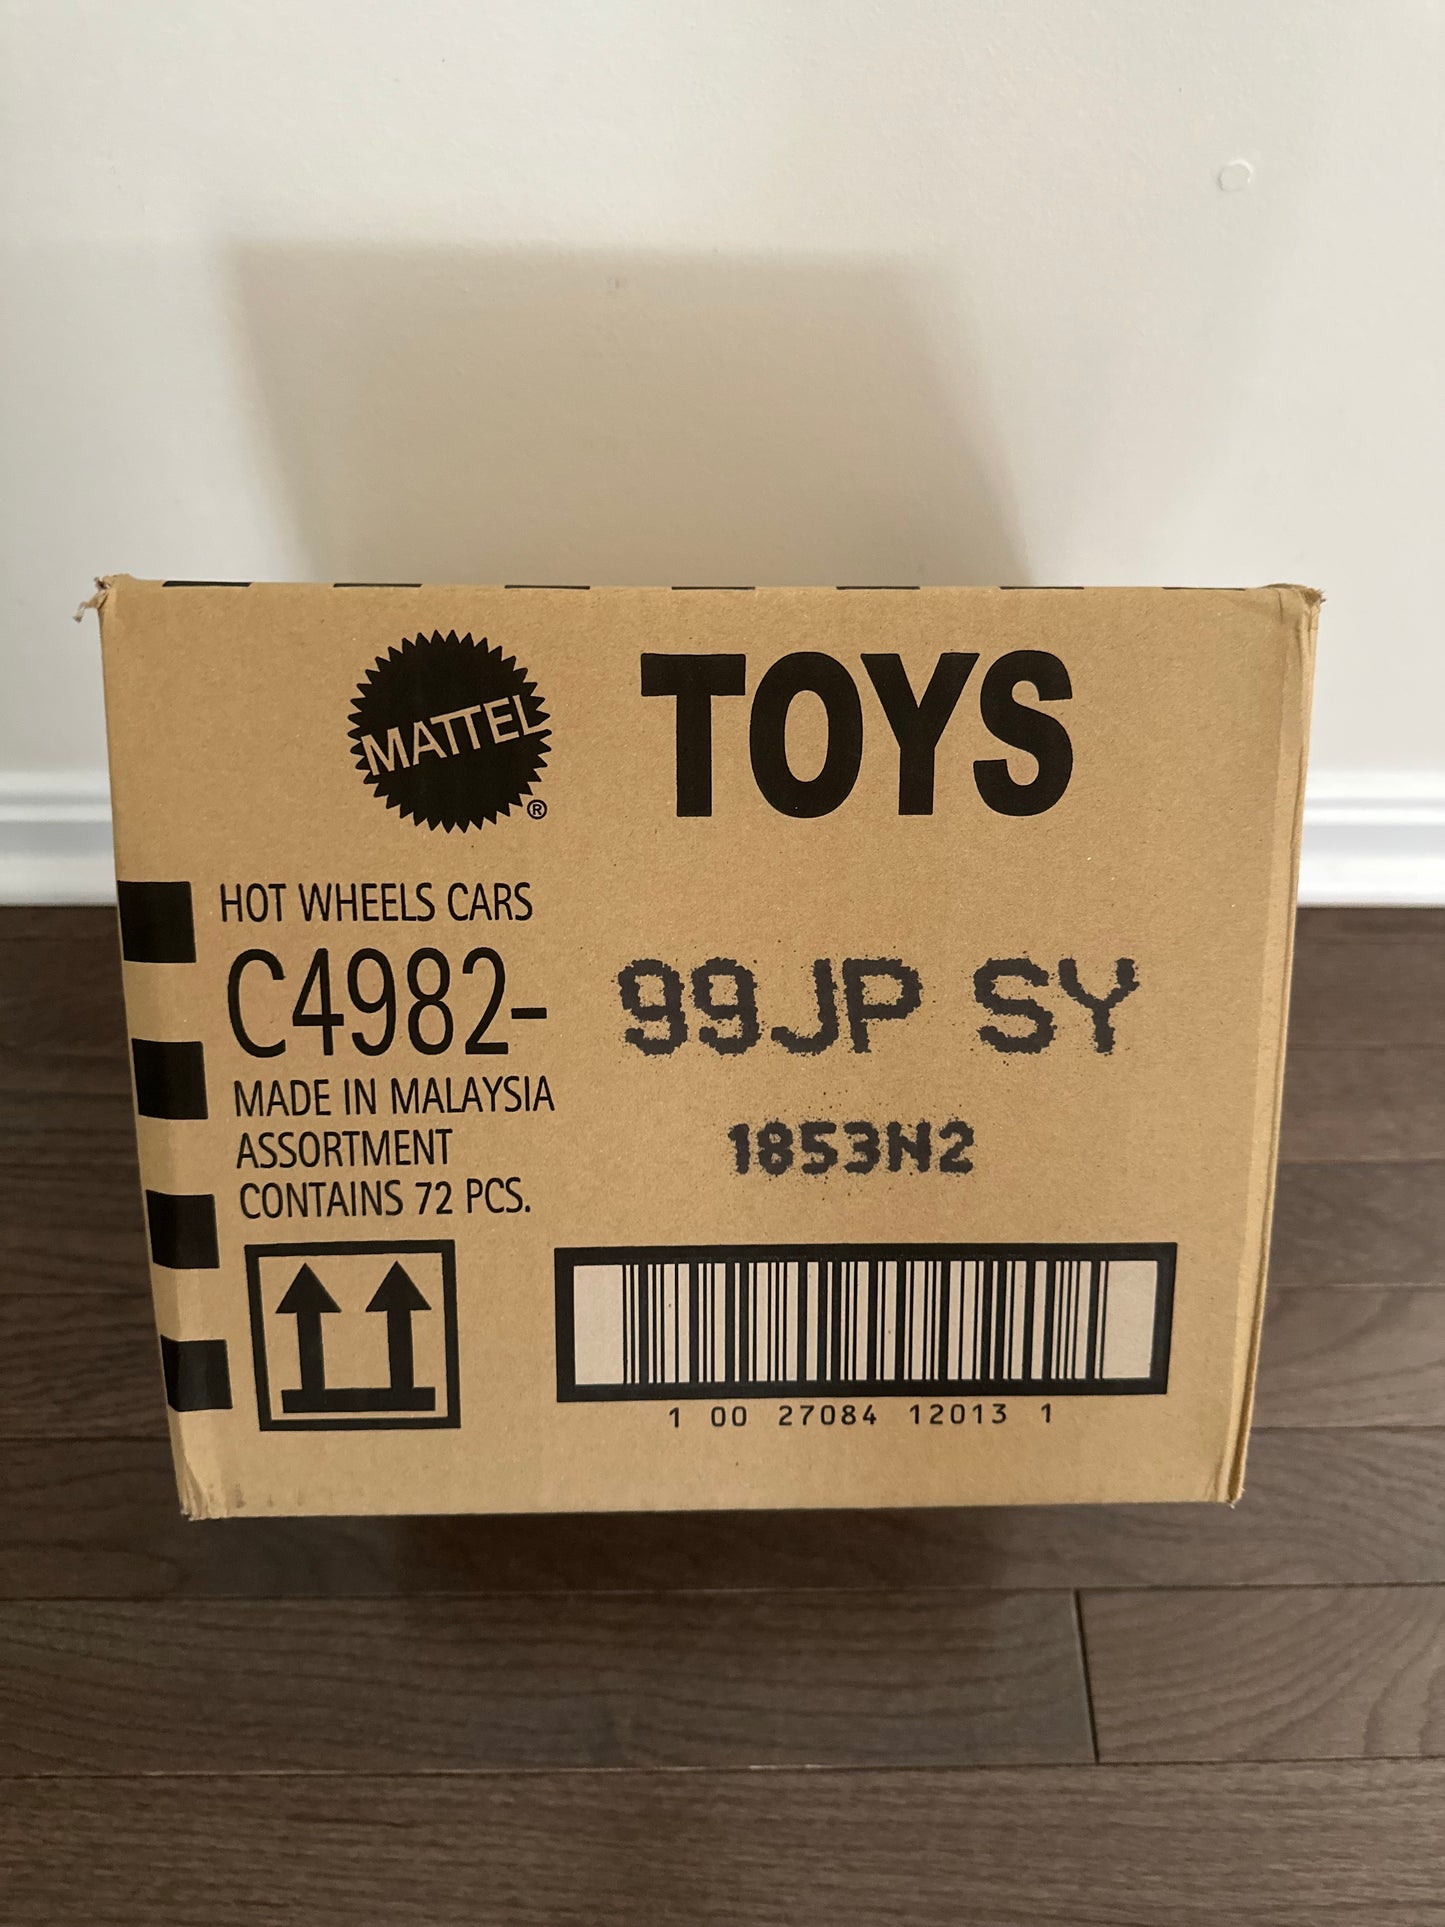 MATTEL ®
TOYS
HOT WHEELS CARS
C4982- 99JP SY
MADE IN MALAYSIA
ASSORTMENT
CONTAINS 72 PCS.
1853N2
1 00 27084 12013 1